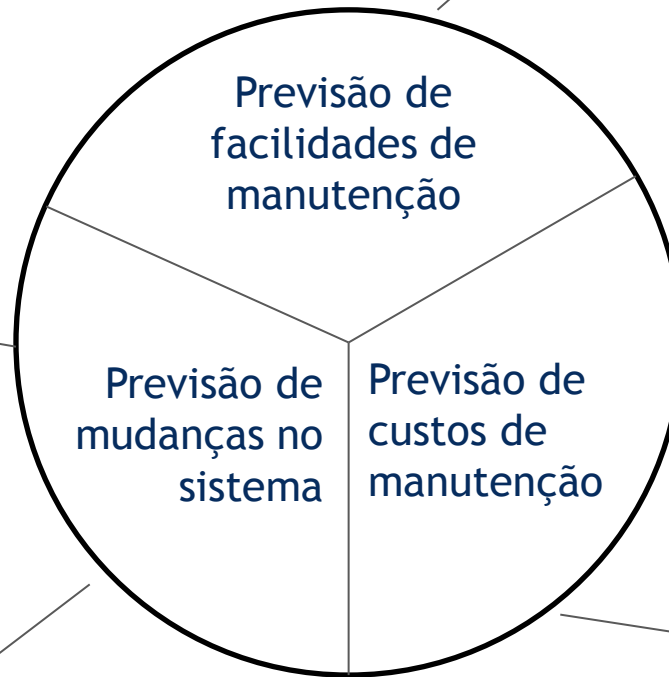 Previsão de
facilidades de
manutenção
Previsão de
mudanças no
sistema
Previsão de
custos de
manutenção